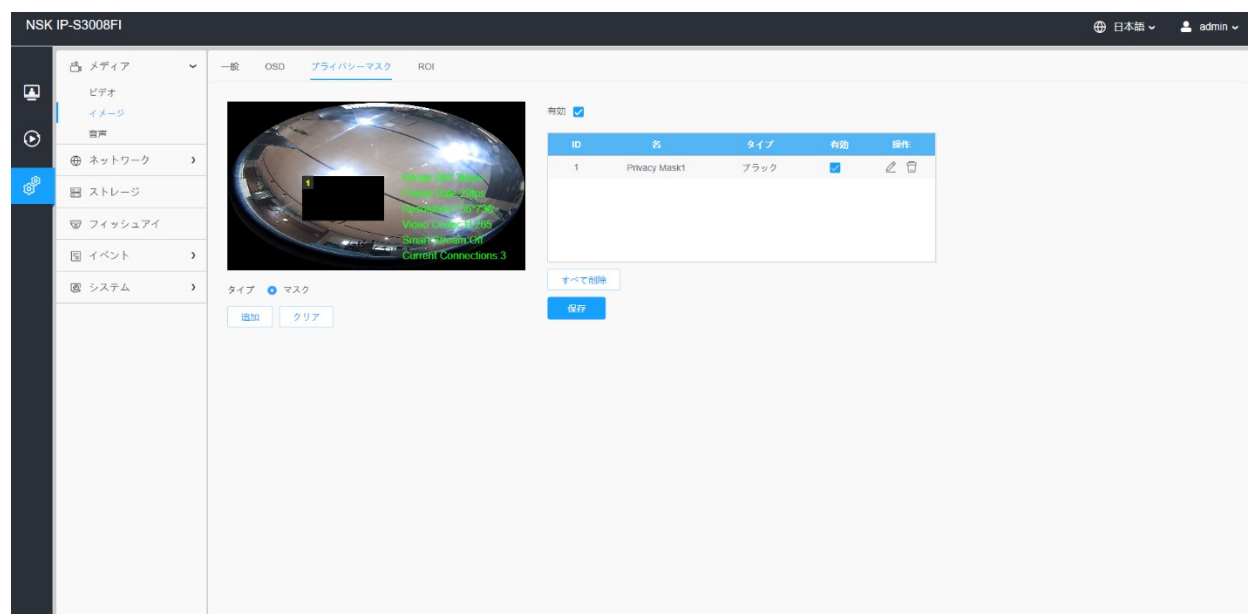 NSK IP-S3008FI
日本語
admin
メディア
ビデオ
イメージ
音声
ネットワーク
ストレージ
フィッシュアイ
イベント
システム
一般 OSD プライバシーマスク ROI
1
Video Codec:H.265
Smart Stream:Off
Current Connections:3
タイプ マスク
追加 クリア
有効
ID 名 タイプ 有効 操作
1 Privacy Mask1 ブラック
すべて削除
保存